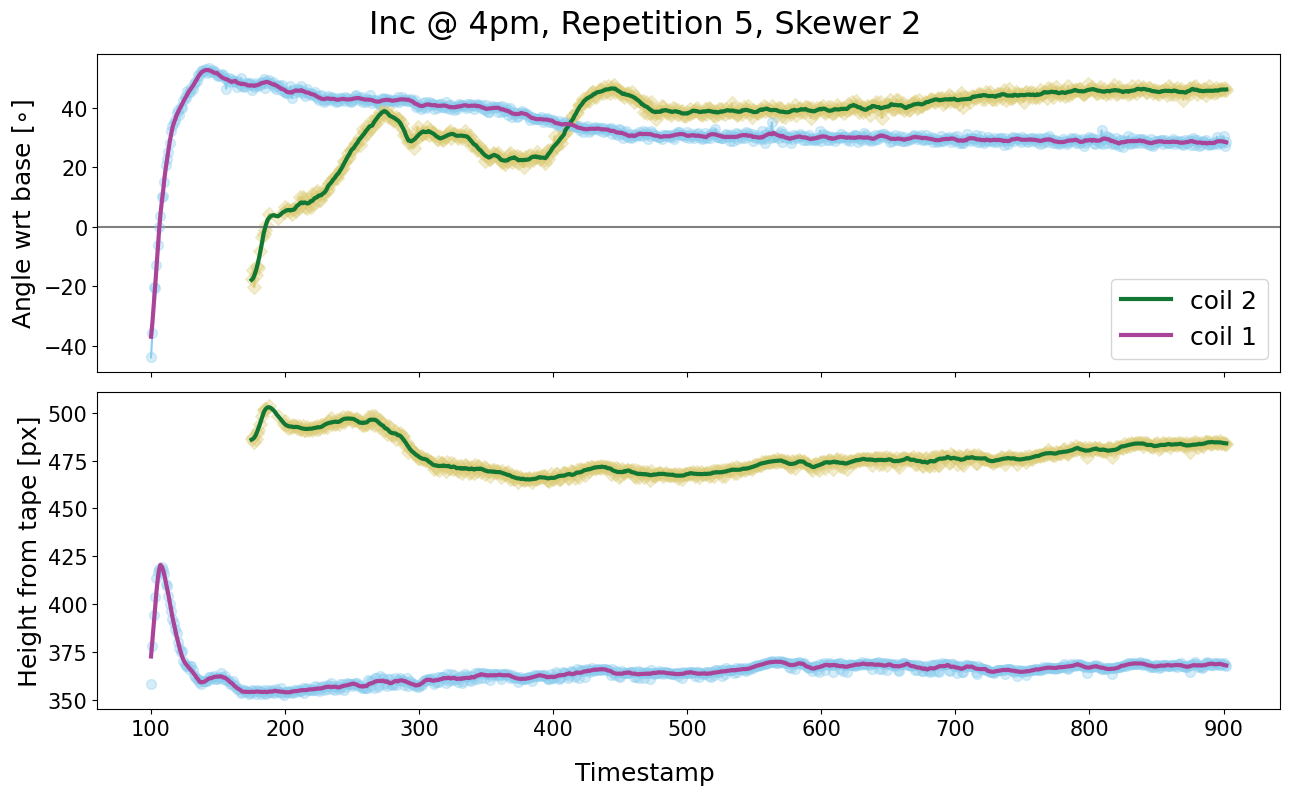 Inc @ 4pm, Repetition 5, Skewer 2
Angle wrt base [∘]
40
20
0
−20
−40
coil 2
coil 1
Height from tape [px]
500
475
450
425
400
375
350
100 200 300 400 500 600 700 800 900
Timestamp